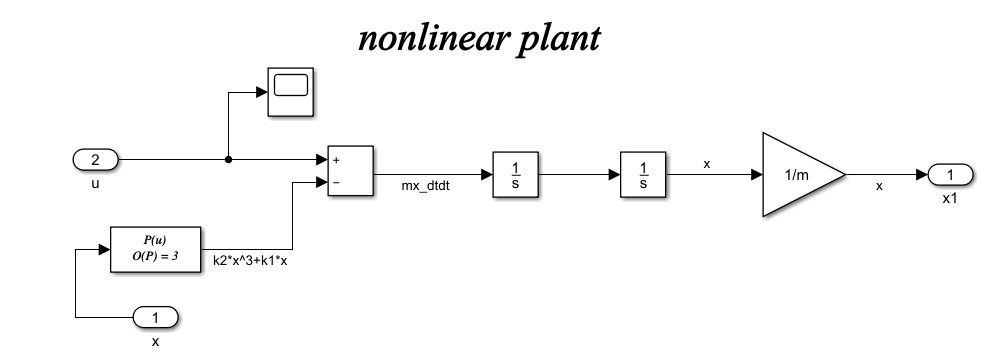 nonlinear plant
2
u
+
−
mx_dtdt
1
s
1
s
x
1/m
x
1
x1
P(u)
O(P) = 3
k2*x^3+k1*x
1
x